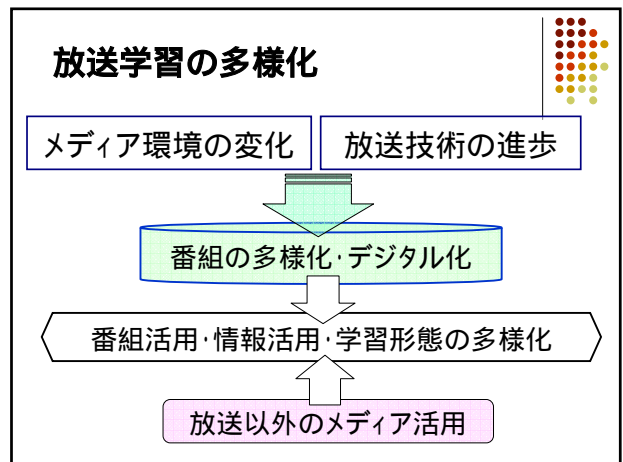 放送学習の多様化
メディア環境の変化
放送技術の進歩
番組の多様化･デジタル化
番組活用･情報活用･学習形態の多様化
放送以外のメディア活用